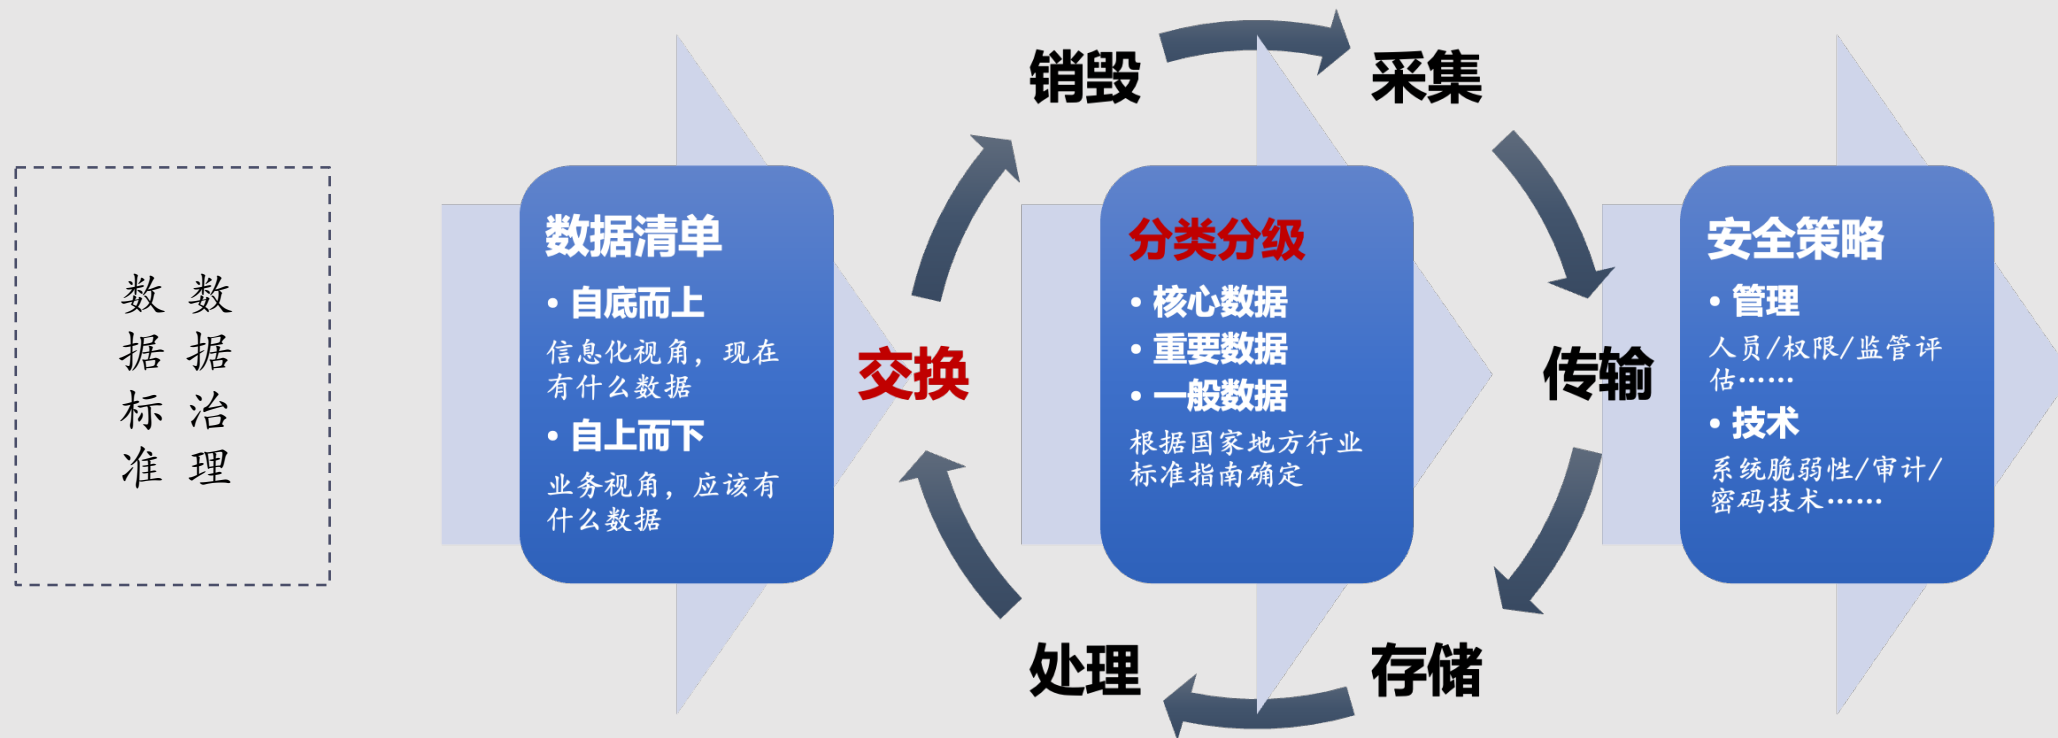 数据标准
数据治理
数据清单
• 自底而上
信息化视角，现在
有什么数据
• 自上而下
业务视角，应该有
什么数据
销毁
采集
交换
传输
处理
存储
分类分级
• 核心数据
• 重要数据
• 一般数据
根据国家地方行业
标准指南确定
安全策略
• 管理
人员/权限/监管评
估……
• 技术
系统脆弱性/审计/
密码技术……